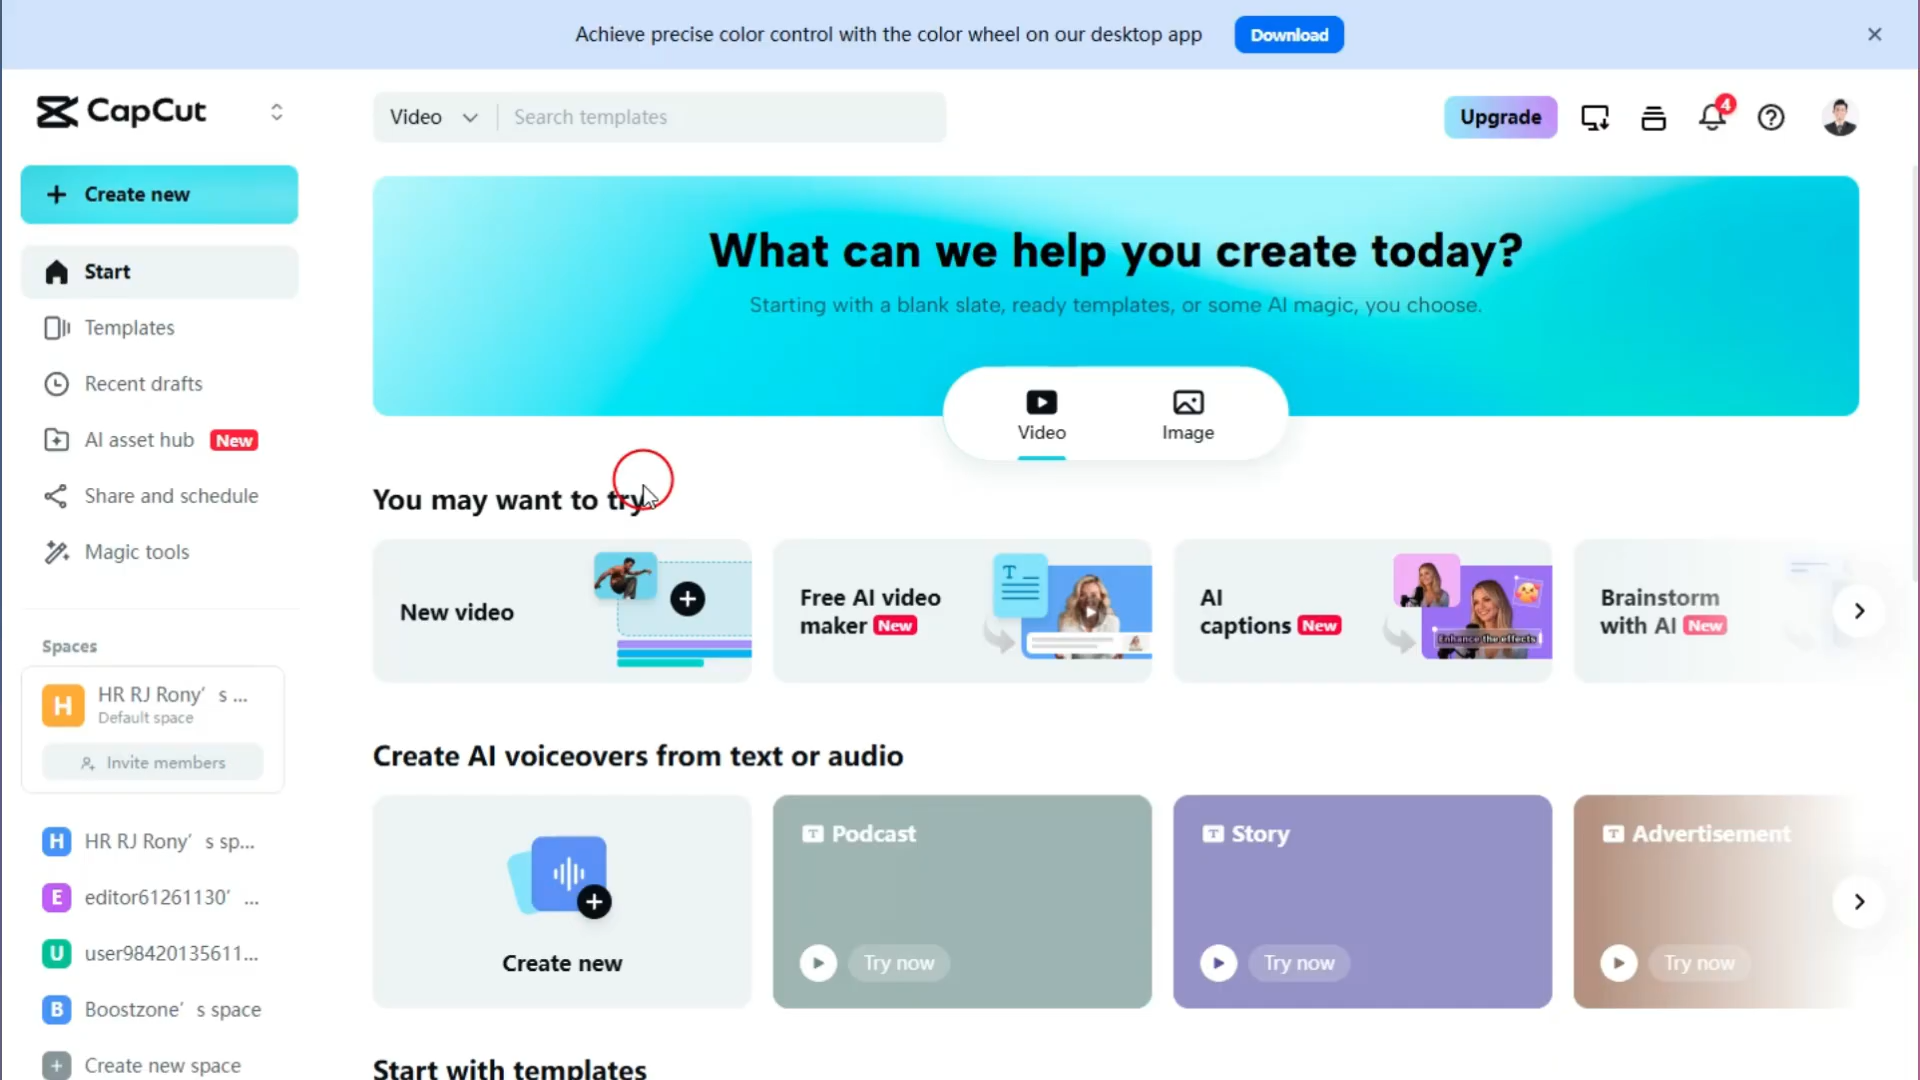 Achieve precise color control with the color wheel on our desktop app
Download
CapCut
Video
Search templates
Upgrade
4
Create new
Start
Templates
Recent drafts
AI asset hub New
Share and schedule
Magic tools
Spaces
H
HR RJ Rony's ...
Default space
Invite members
H HR RJ Rony's sp...
E editor61261130' ...
U user98420135611...
B Boostzone's space
Create new space
What can we help you create today?
Starting with a blank slate, ready templates, or some AI magic, you choose.
Video
Image
You may want to try
New video
Free AI video
maker New
T
AI
captions New
Enhance the effects
Brainstorm
with AI New
Create AI voiceovers from text or audio
Create new
T Podcast
Try now
T Story
Try now
T Advertisement
Try now
Start with templates